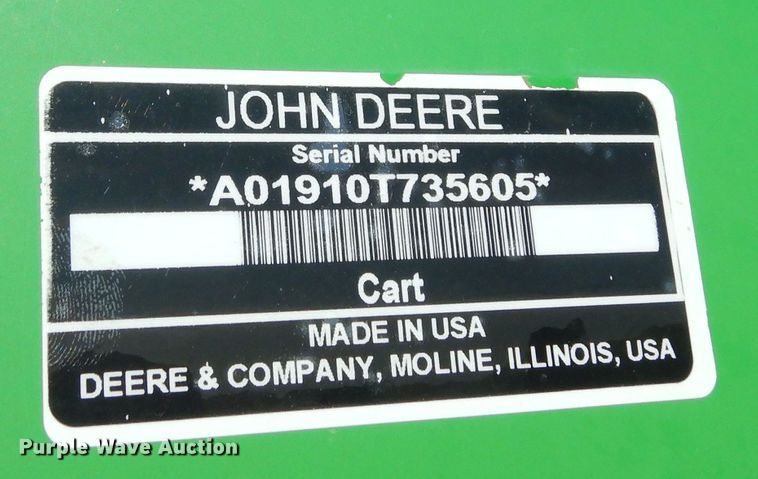 JOHN DEERE
Serial Number
*A01910T735605*
Cart
MADE IN USA
DEERE & COMPANY, MOLINE, ILLINOIS, USA
Purple Wave Auction